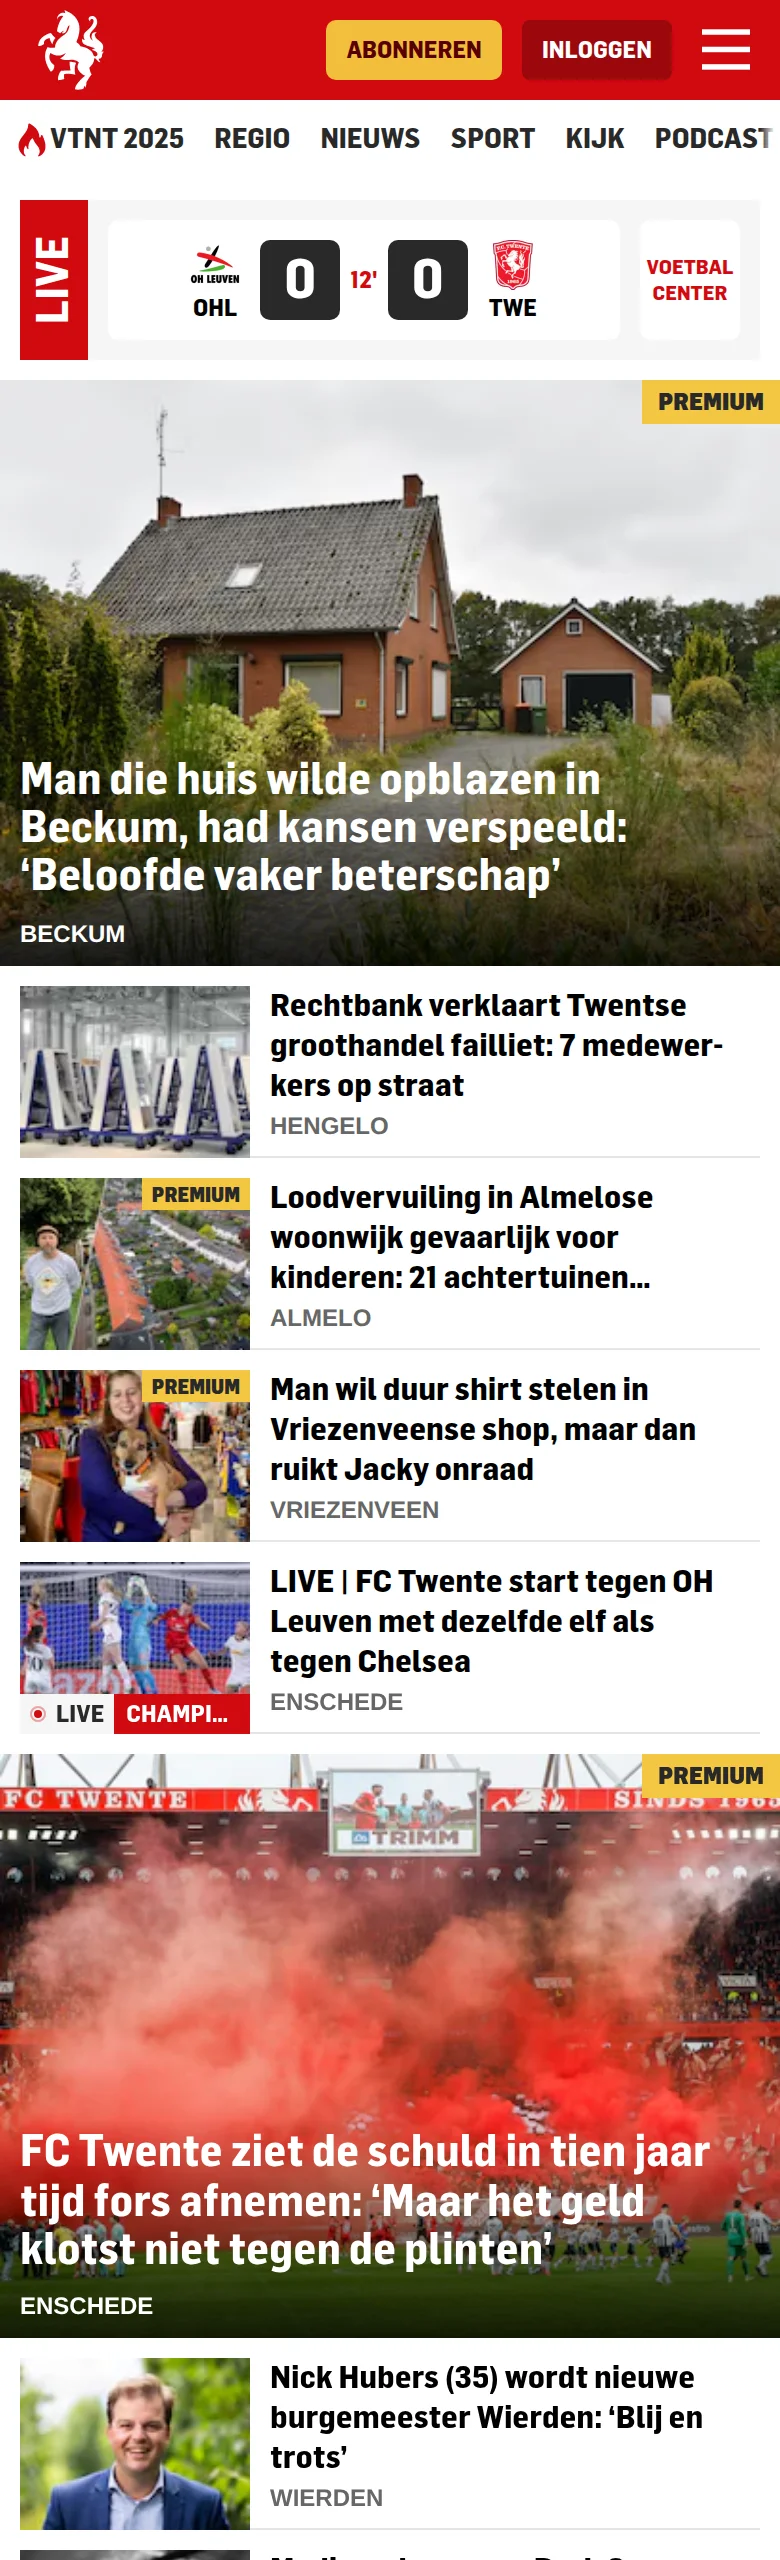 ABONNEREN
INLOGGEN
VTNT 2025 REGIO NIEUWS SPORT KIJK PODCAST
LIVE
OH LEUVEN
OHL
0
12'
0
F.C. TWENTE
1965
TWE
VOETBAL
CENTER
PREMIUM
Man die huis wilde opblazen in
Beckum, had kansen verspeeld:
‘Beloofde vaker beterschap’
BECKUM
Rechtbank verklaart Twentse
groothandel failliet: 7 medewer-
kers op straat
HENGELO
PREMIUM
Loodvervuiling in Almelose
woonwijk gevaarlijk voor
kinderen: 21 achtertuinen...
ALMELO
PREMIUM
Man wil duur shirt stelen in
Vriezenveense shop, maar dan
ruikt Jacky onraad
VRIEZENVEEN
LIVE | FC Twente start tegen OH
Leuven met dezelfde elf als
tegen Chelsea
LIVE
CHAMPI...
ENSCHEDE
PREMIUM
FC TWENTE
SINDS 1965
TRIMM
FC Twente ziet de schuld in tien jaar
tijd fors afnemen: ‘Maar het geld
klotst niet tegen de plinten’
ENSCHEDE
Nick Hubers (35) wordt nieuwe
burgemeester Wierden: ‘Blij en
trots’
WIERDEN